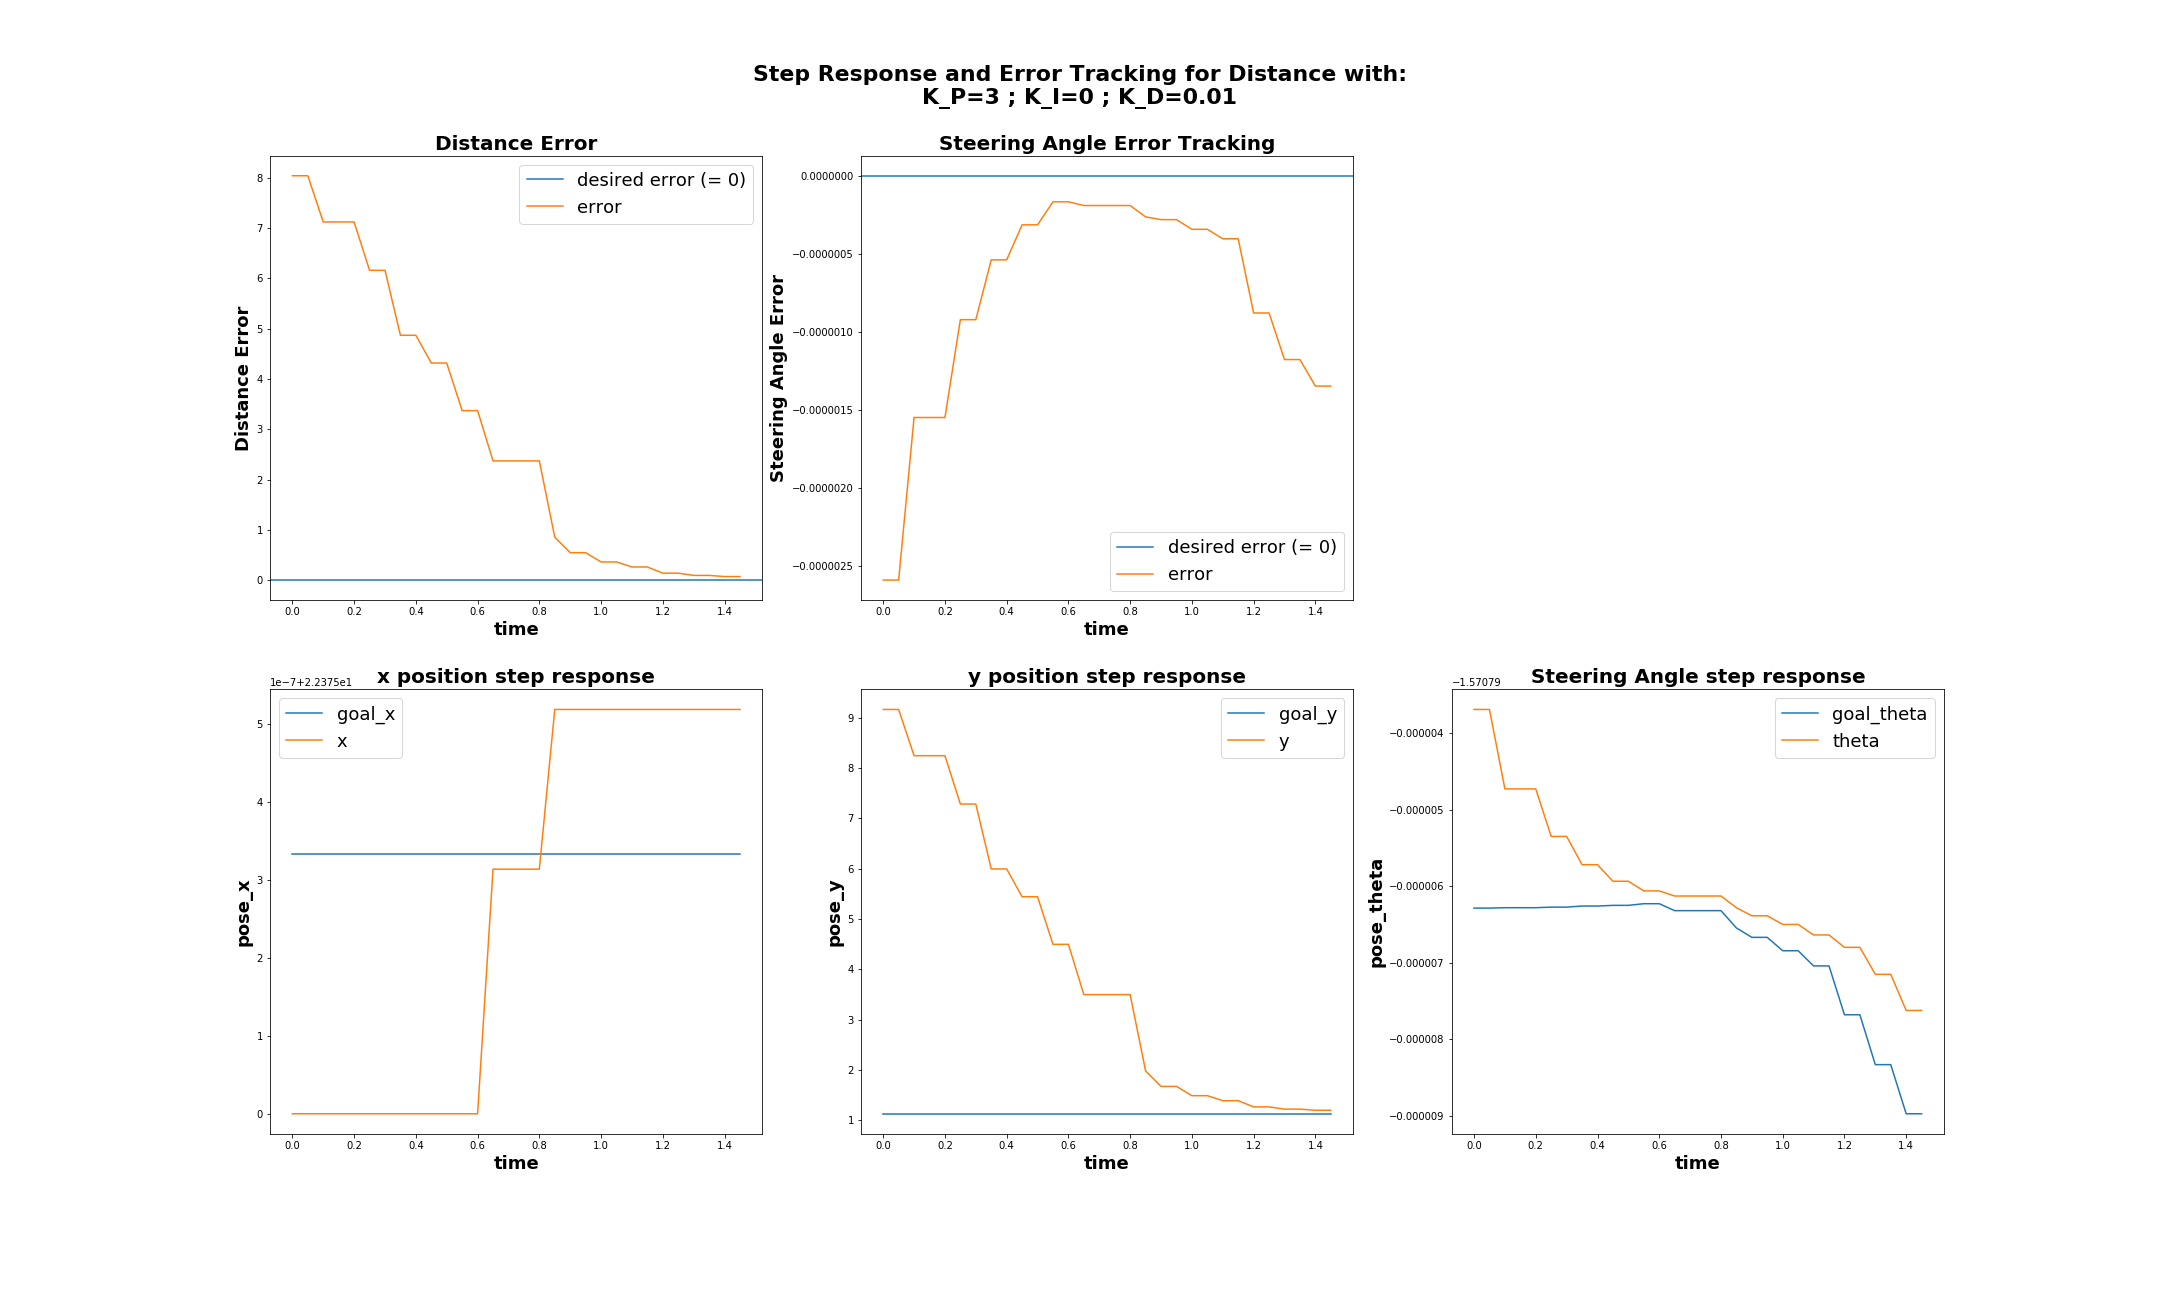 Step Response and Error Tracking for Distance with:
K_P=3 ; K_I=0 ; K_D=0.01
Distance Error
8
7
6
5
4
3
2
1
0
Distance Error
desired error (= 0)
error
0.0 0.2 0.4 0.6 0.8 1.0 1.2 1.4
time
Steering Angle Error Tracking
0.0000000
−0.0000005
−0.0000010
−0.0000015
−0.0000020
−0.0000025
Steering Angle Error
desired error (= 0)
error
0.0 0.2 0.4 0.6 0.8 1.0 1.2 1.4
time
x position step response
1e−7+2.2375e1
5
4
3
2
1
0
pose_x
goal_x
x
0.0 0.2 0.4 0.6 0.8 1.0 1.2 1.4
time
y position step response
9
8
7
6
5
4
3
2
1
pose_y
goal_y
y
0.0 0.2 0.4 0.6 0.8 1.0 1.2 1.4
time
Steering Angle step response
−1.57079
−0.000004
−0.000005
−0.000006
−0.000007
−0.000008
−0.000009
pose_theta
goal_theta
theta
0.0 0.2 0.4 0.6 0.8 1.0 1.2 1.4
time